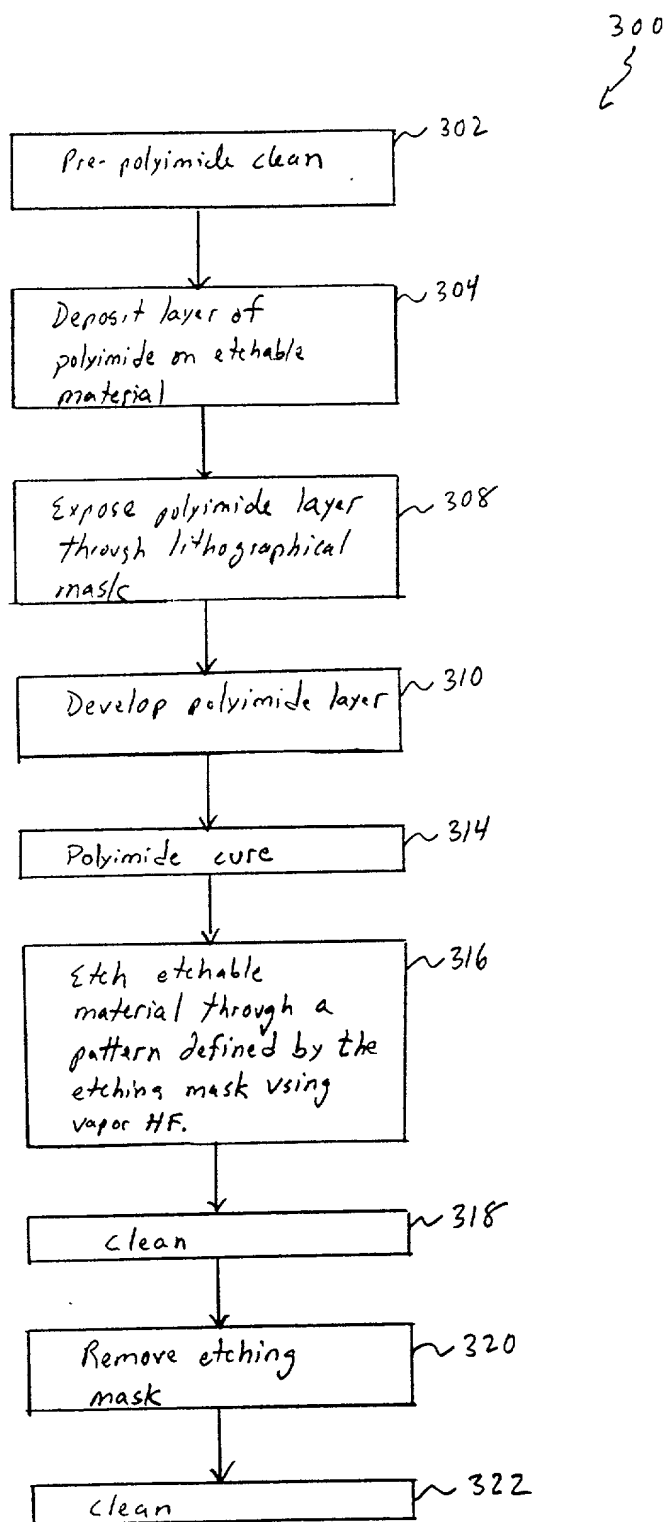 300
302
Pre-polyimide clean
304
Deposit layer of
polyimide on etchable
material
308
Expose polyimide layer
through lithographical
mask
310
Develop polyimide layer
314
Polyimide cure
316
Etch etchable
material through a
pattern defined by the
etching mask using
vapor HF.
318
clean
320
Remove etching
mask
322
clean